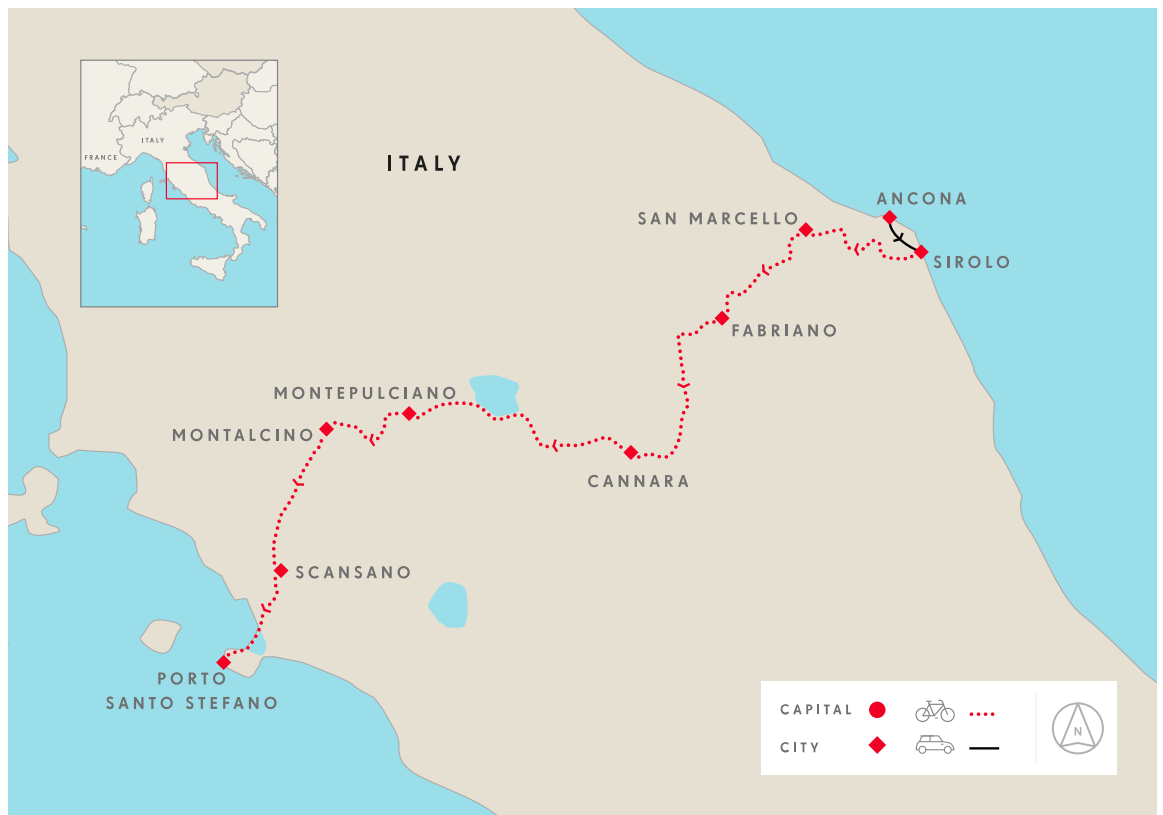 ITALY
FRANCE
ITALY
ANCONA
SAN MARCELLO
SIROLO
FABRIANO
MONTEPULCIANO
MONTALCINO
CANNARA
SCANSANO
PORTO
SANTO STEFANO
CAPITAL
CITY
N